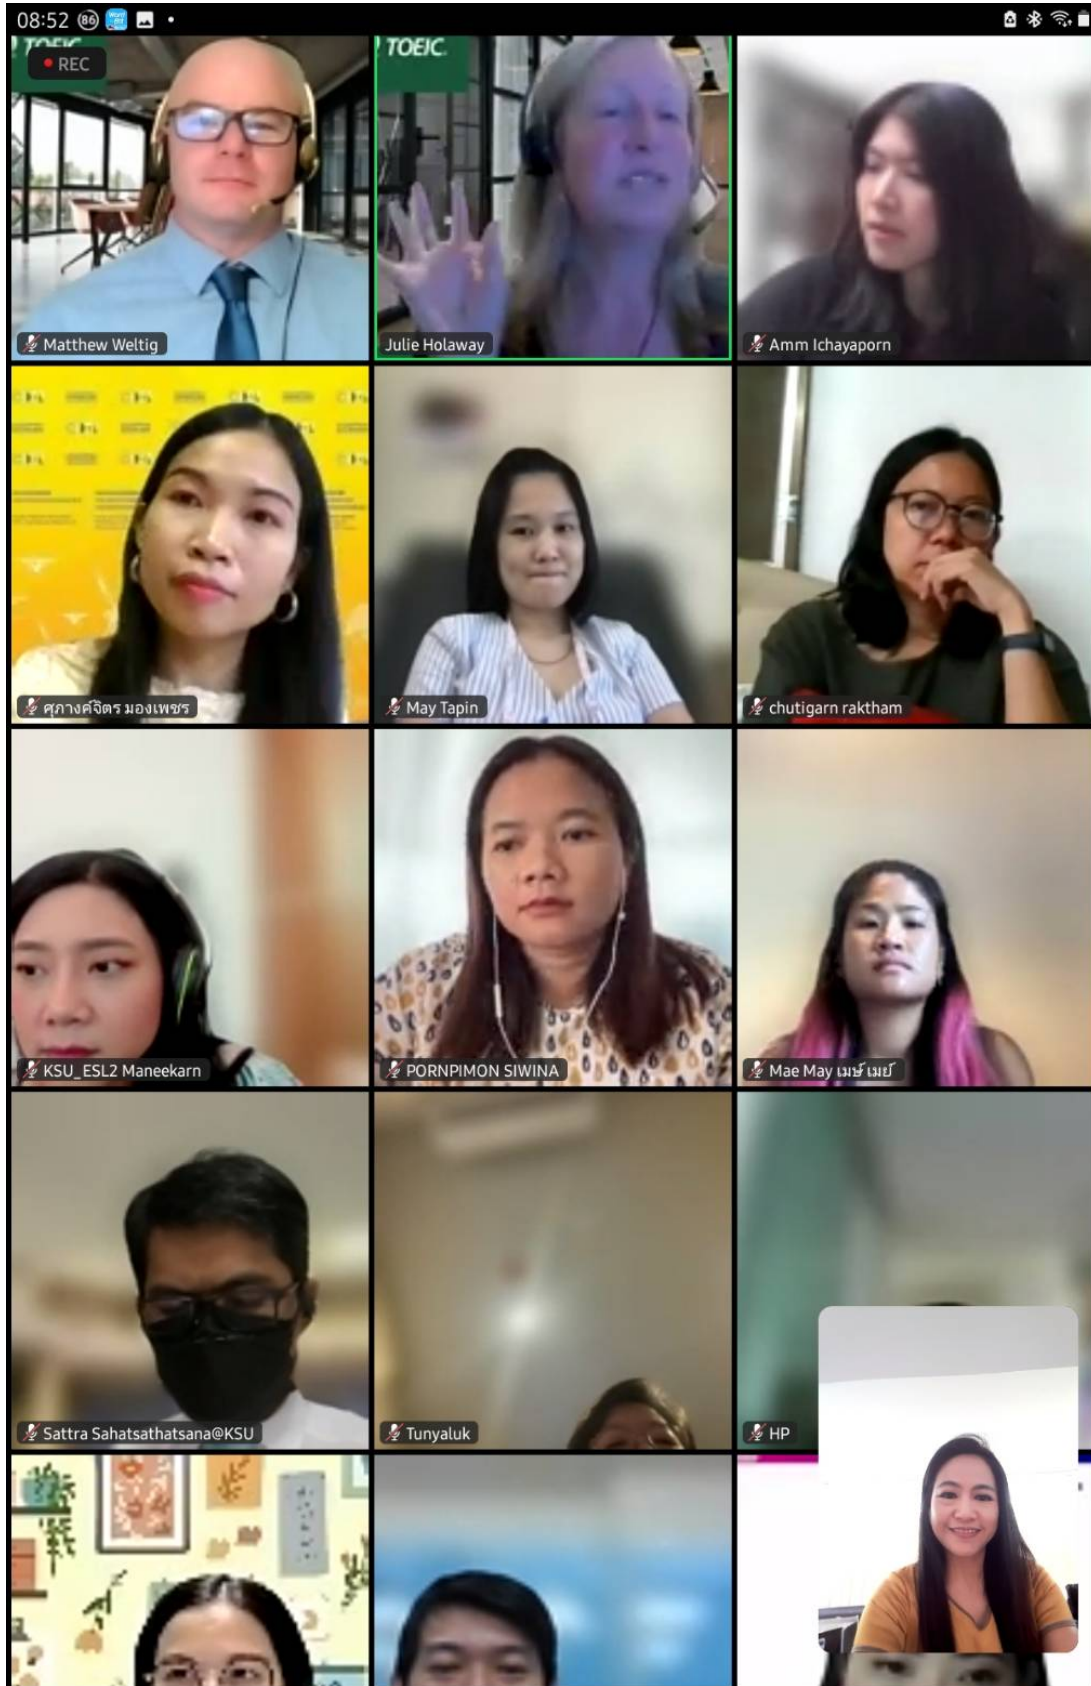 08:52 86
TOEIC
REC
TOEIC.
Matthew Weltig
Julie Holaway
Amm Ichayaporn
ศุภางค์จิตร มองเพชร
May Tapin
chutigarn raktham
KSU_ESL2 Maneekarn
PORNPIMON SIWINA
Mae May เมษ์ เมย์
Sattra Sahatsathatsana@KSU
Tunyaluk
HP